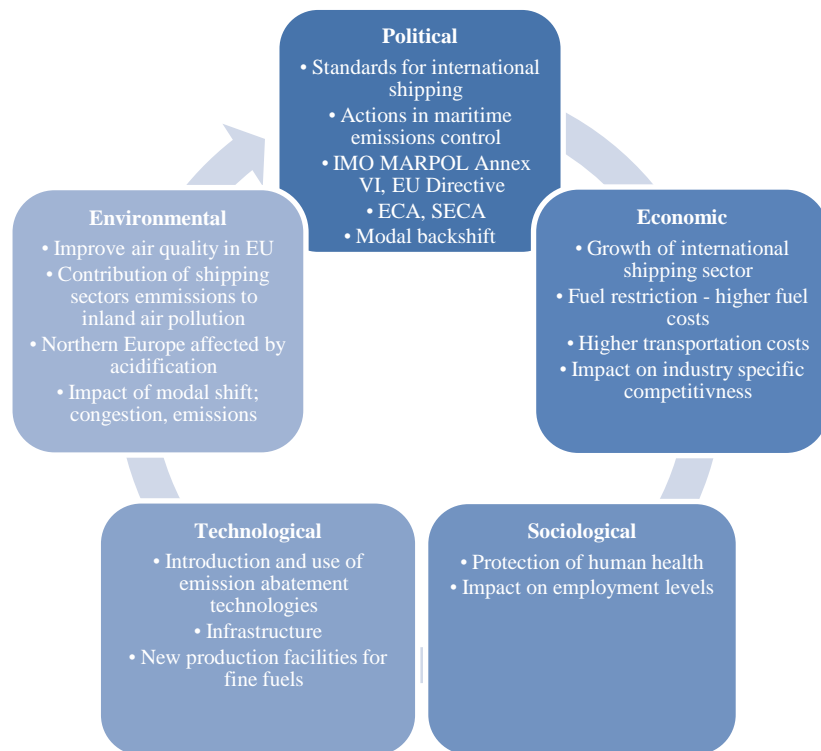 Political
• Standards for international
shipping
• Actions in maritime
emissions control
• IMO MARPOL Annex
VI, EU Directive
• ECA, SECA
• Modal backshift
Economic
• Growth of international
shipping sector
• Fuel restriction - higher fuel
costs
• Higher transportation costs
• Impact on industry specific
competitivness
Sociological
• Protection of human health
• Impact on employment levels
Technological
• Introduction and use of
emission abatement
technologies
• Infrastructure
• New production facilities for
fine fuels
Environmental
• Improve air quality in EU
• Contribution of shipping
sectors emmissions to
inland air pollution
• Northern Europe affected by
acidification
• Impact of modal shift;
congestion, emissions